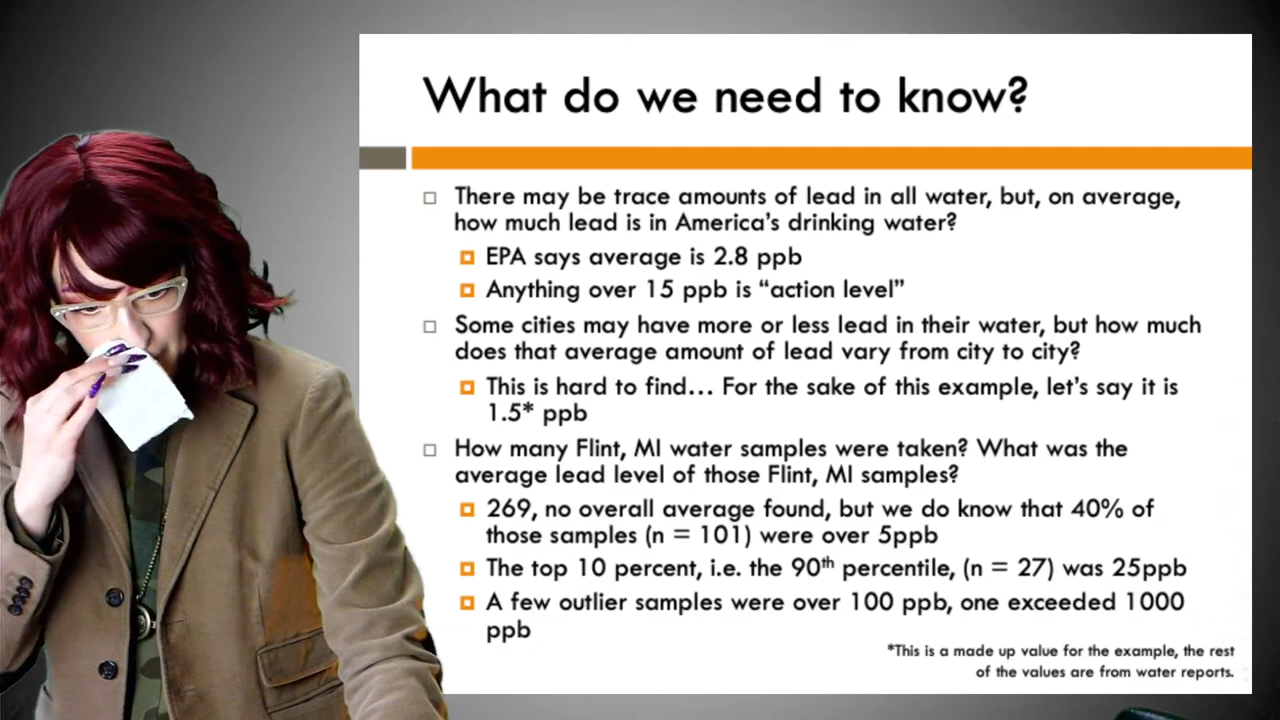 What do we need to know?
There may be trace amounts of lead in all water, but, on average,
how much lead is in America's drinking water?
EPA says average is 2.8 ppb
Anything over 15 ppb is “action level”
Some cities may have more or less lead in their water, but how much
does that average amount of lead vary from city to city?
This is hard to find... For the sake of this example, let's say it is
1.5* ppb
How many Flint, MI water samples were taken? What was the
average lead level of those Flint, MI samples?
269, no overall average found, but we do know that 40% of
those samples (n = 101) were over 5ppb
The top 10 percent, i.e. the 90th percentile, (n = 27) was 25ppb
A few outlier samples were over 100 ppb, one exceeded 1000
ppb
*This is a made up value for the example, the rest
of the values are from water reports.